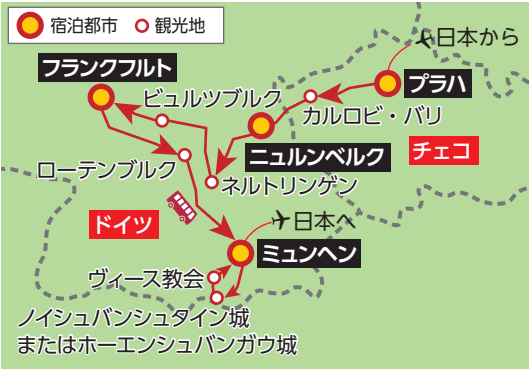 宿泊都市 観光地
日本から
フランクフルト
プラハ
ビュルツブルク
カルロビ・バリ
ニュルンベルク
チェコ
ローテンブルク
ネルトリンゲン
ドイツ
日本へ
ミュンヘン
ヴィース教会
ノイシュバンシュタイン城
またはホーエンシュバンガウ城